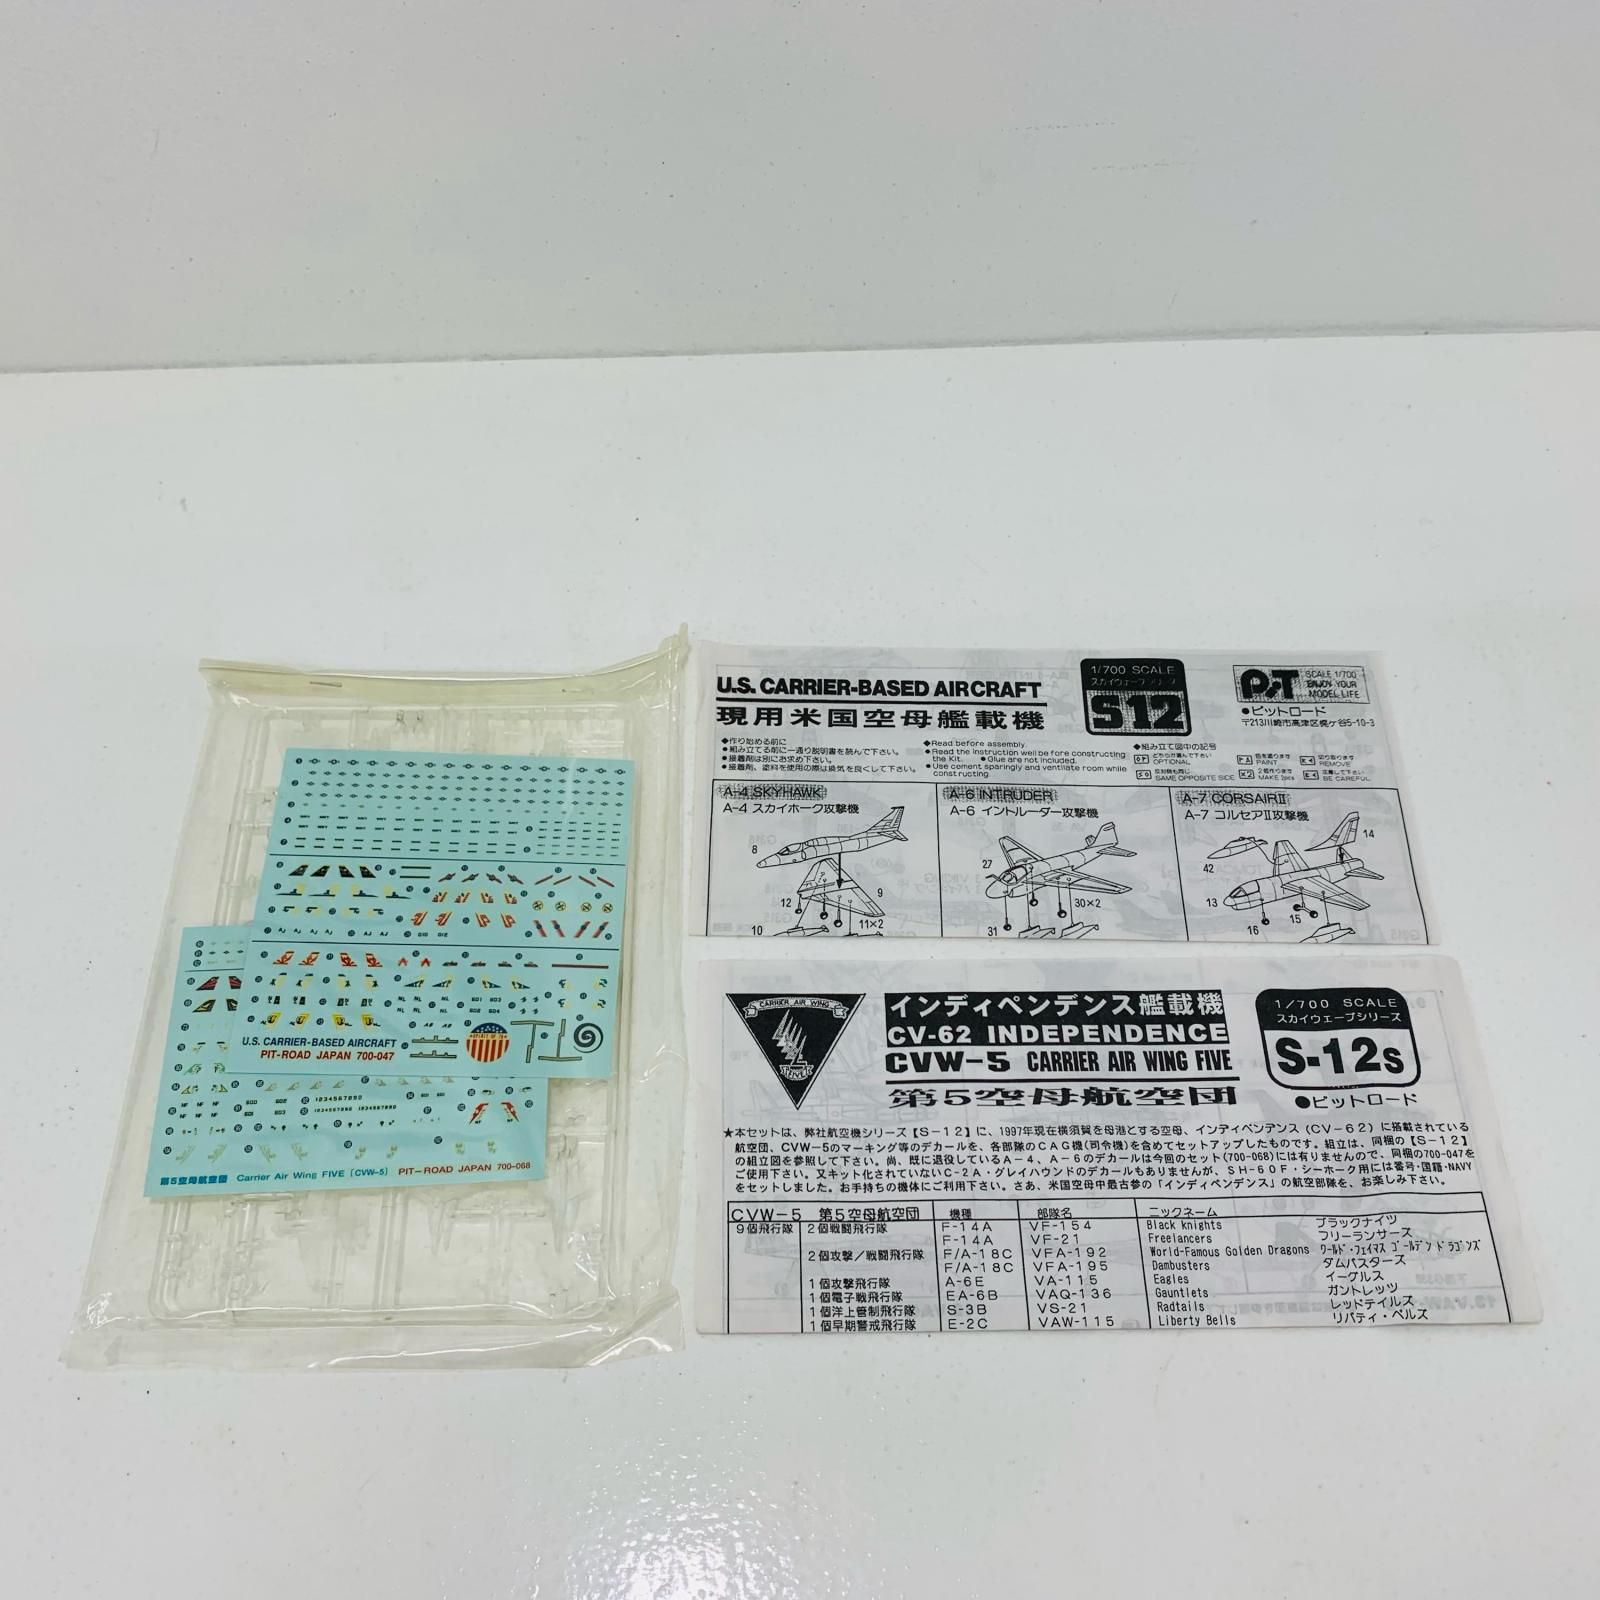 U.S. CARRIER-BASED AIRCRAFT
現用米国空母艦載機
1/700 SCALE
スカイウェーブシリーズ
S12
PIT
SCALE 1/700
ENJOY YOUR
MODEL LIFE
●ピットロード
〒213川崎市高津区梶ケ谷5-10-3
◆作り始める前に
●組み立てる前に一通り説明書を読んで下さい。
●接着剤は別にお求め下さい。
●接着剤、塗料を使用の際は換気を良くして下さい。
◆Read before assembly.
●Read the instruction well be fore constructing
the Kit. ●Glue are not included.
●Use cement sparingly and ventilate room while
constructing.
◆組み立て図中の記号
OPTIONAL
PAINT
REMOVE
SAME OPPOSITE SIDE
MAKE 2pcs
BE CAREFUL
A-4 SKYHAWK
A-4 スカイホーク攻撃機
8
9
12
10
11×2
A-6 INTRUDER
A-6 イントルーダー攻撃機
27
30×2
31
A-7 CORSAIRⅡ
A-7 コルセアⅡ攻撃機
14
42
13
15
16
CARRIER AIR WING
FIVE
インディペンデンス艦載機
CV-62 INDEPENDENCE
CVW-5 CARRIER AIR WING FIVE
第5空母航空団
1/700 SCALE
スカイウェーブシリーズ
S-12s
●ピットロード
★本セットは、弊社航空機シリーズ【S-12】に、1997年現在横須賀を母港とする空母、インディペンデンス(CV-62)に搭載されている
航空団、CVW-5のマーキング等のデカールを、各部隊のCAG機(司令機)を含めてセットアップしたものです。組立は、同梱の【S-12】
の組立図を参照して下さい。尚、既に退役しているA-4、A-6のデカールは今回のセット(700-068)には有りませんので、同梱の700-047を
ご使用下さい。又キット化されていないC-2A・グレイハウンドのデカールもありませんが、SH-60F・シーホーク用には番号・国籍・NAVY
をセットしました。お手持ちの機体にご利用下さい。さあ、米国空母中最古参の「インディペンデンス」の航空部隊を、お楽しみ下さい。
CVW-5 第5空母航空団 機種 部隊名 ニックネーム
9個飛行隊 2個戦闘飛行隊 F-14A VF-154 Black knights ブラックナイツ
F-14A VF-21 Freelancers フリーランサーズ
2個攻撃/戦闘飛行隊 F/A-18C VFA-192 World-Famous Golden Dragons ワールド・フェイマス ゴールデン ドラゴンズ
F/A-18C VFA-195 Dambusters ダムバスターズ
1個攻撃飛行隊 A-6E VA-115 Eagles イーグルス
1個電子戦飛行隊 EA-6B VAQ-136 Gauntlets ガントレッツ
1個洋上管制飛行隊 S-3B VS-21 Radtails レッドテイルズ
1個早期警戒飛行隊 E-2C VAW-115 Liberty Bells リバティ・ベルズ
U.S. CARRIER-BASED AIRCRAFT
PIT-ROAD JAPAN 700-047
SPIRIT OF 76
1234567890
1234567890 1234567890
第5空母航空団 Carrier Air Wing FIVE [CVW-5] PIT-ROAD JAPAN 700-068